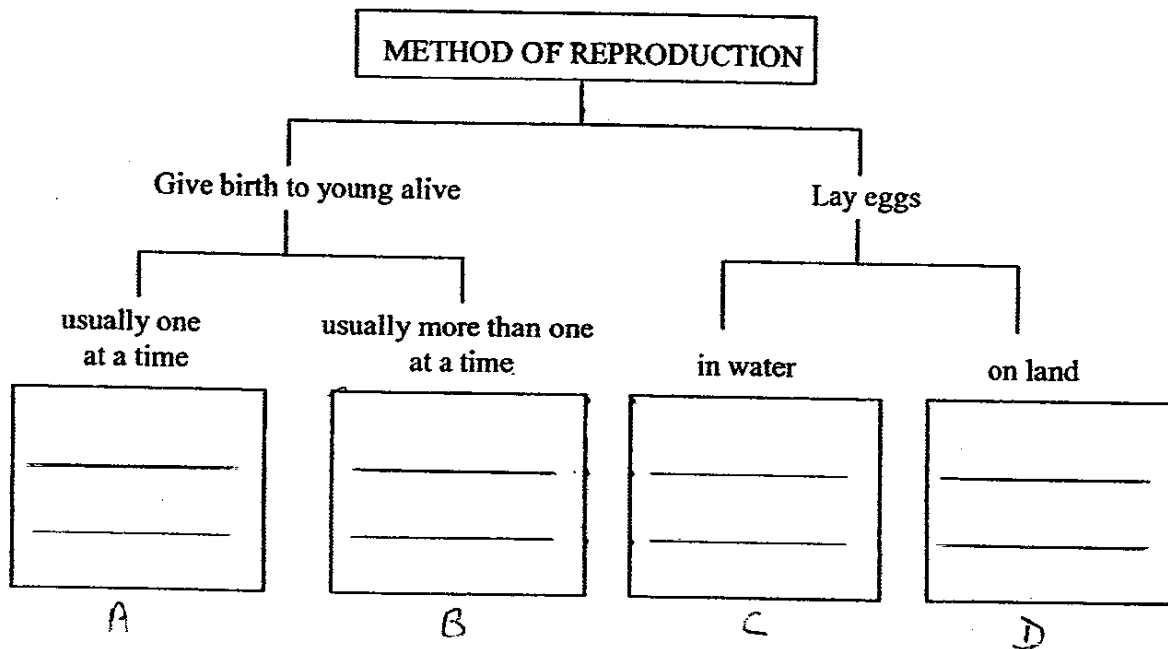 METHOD OF REPRODUCTION
Give birth to young alive
Lay eggs
usually one
at a time
usually more than one
at a time
in water
on land
A
B
C
D